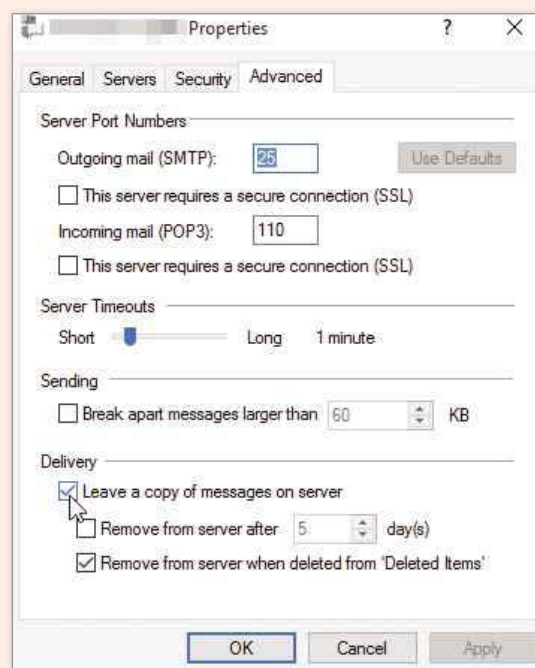 Properties ?
General Servers Security Advanced
Server Port Numbers
Outgoing mail (SMTP): 25 Use Defaults
This server requires a secure connection (SSL)
Incoming mail (POP3): 110
This server requires a secure connection (SSL)
Server Timeouts
Short Long 1 minute
Sending
Break apart messages larger than 60 KB
Delivery
Leave a copy of messages on server
Remove from server after 5 day(s)
Remove from server when deleted from 'Deleted Items'
OK Cancel Apply